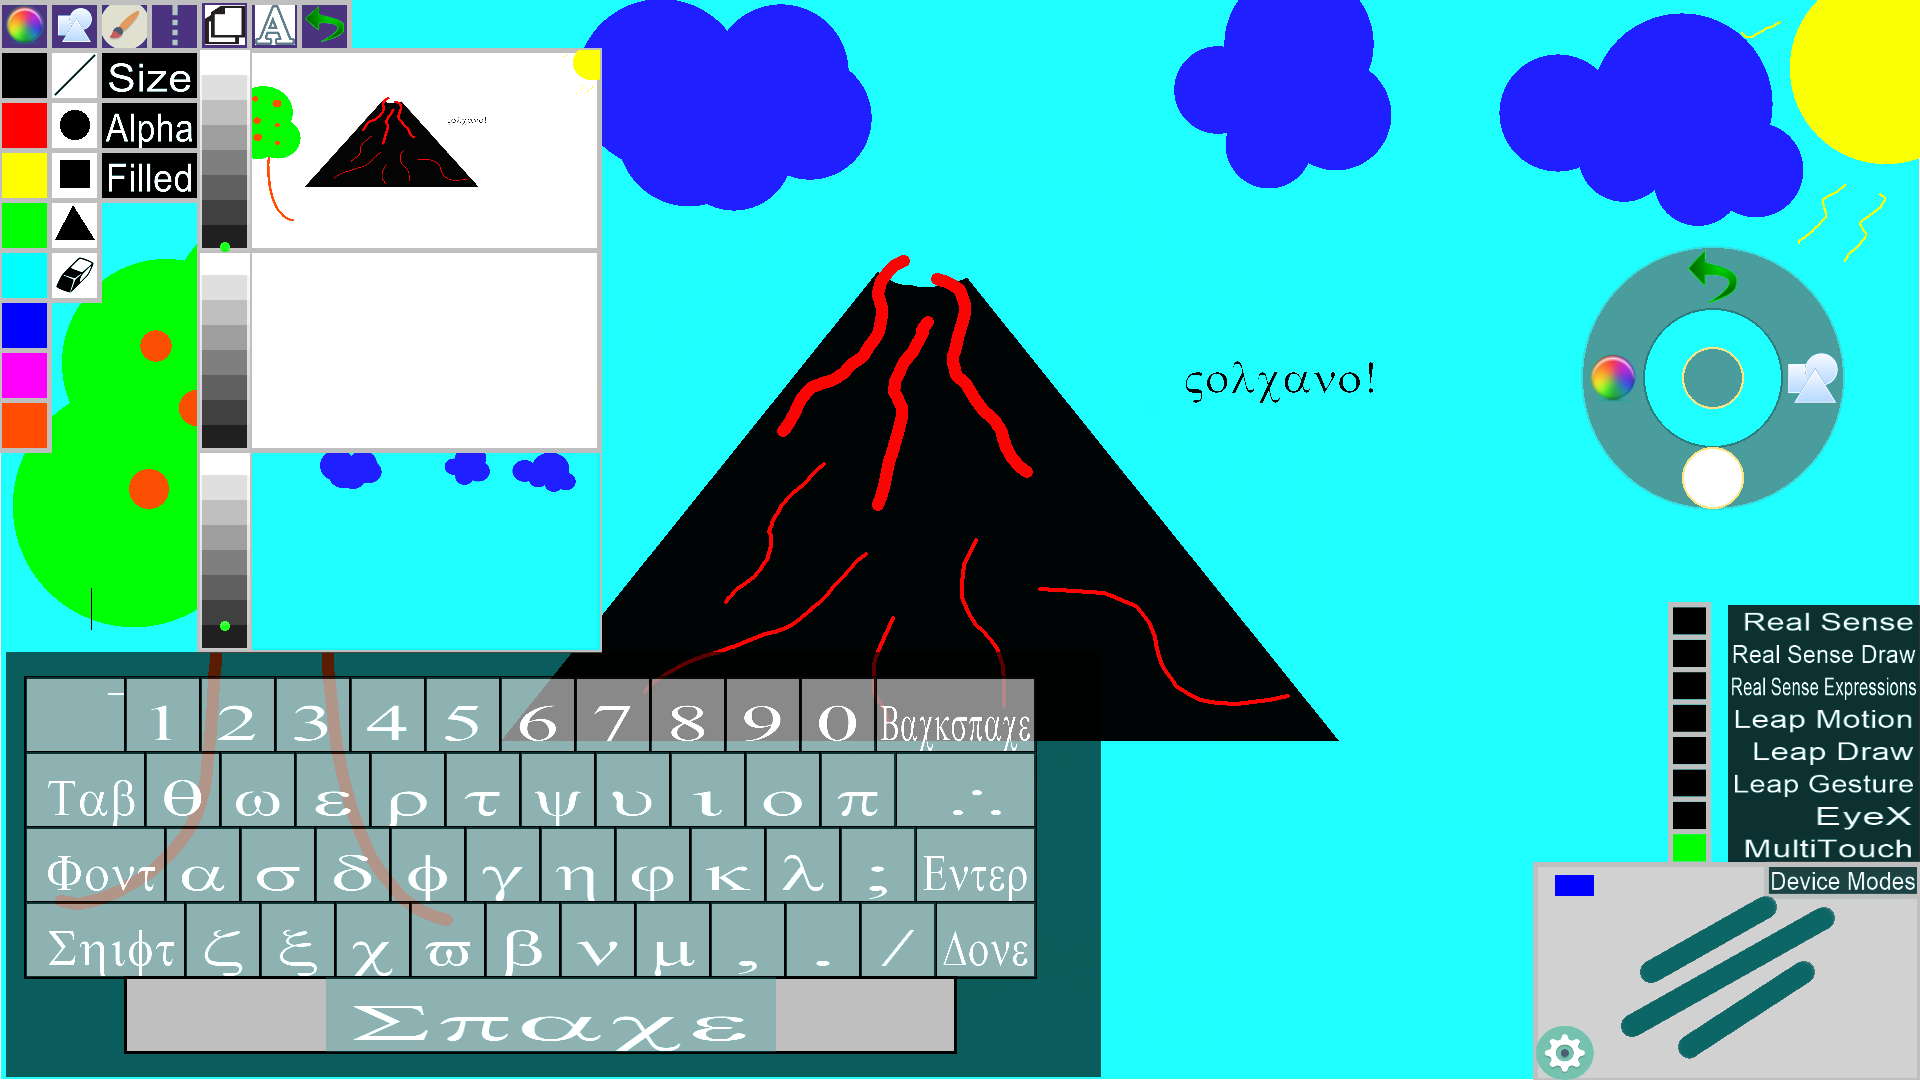 A
Size
Alpha
Filled
ςολχανο!
ςολχανο!
Real Sense
Real Sense Draw
Real Sense Expressions
Leap Motion
Leap Draw
Leap Gesture
EyeX
MultiTouch
Device Modes
1 2 3 4 5 6 7 8 9 0 Βαχκσπαχε
Ταβ θ ω ε ρ τ ψ υ ι ο π ∴
Φοντ α σ δ φ γ η φ κ λ ; Εντερ
Σηιφτ ζ ξ χ ϖ β ν μ , . / Δονε
Σπαχε